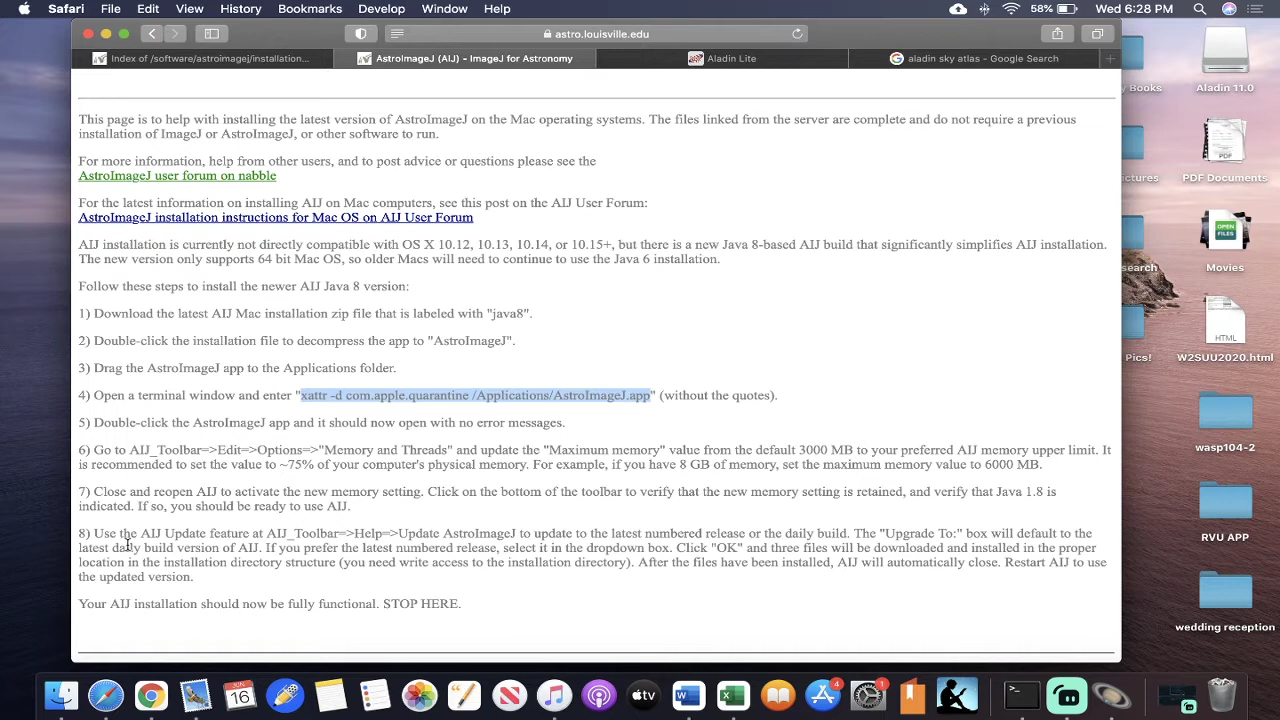 Safari File Edit View History Bookmarks Develop Window Help 58% Wed 6:28 PM
astro.louisville.edu
Index of /software/astroimagej/installation... AstroImageJ (AIJ) - ImageJ for Astronomy Aladin Lite aladin sky atlas - Google Search
This page is to help with installing the latest version of AstroImageJ on the Mac operating systems. The files linked from the server are complete and do not require a previous
installation of ImageJ or AstroImageJ, or other software to run.
For more information, help from other users, and to post advice or questions please see the
AstroImageJ user forum on nabble
For the latest information on installing AIJ on Mac computers, see this post on the AIJ User Forum:
AstroImageJ installation instructions for Mac OS on AIJ User Forum
AIJ installation is currently not directly compatible with OS X 10.12, 10.13, 10.14, or 10.15+, but there is a new Java 8-based AIJ build that significantly simplifies AIJ installation.
The new version only supports 64 bit Mac OS, so older Macs will need to continue to use the Java 6 installation.
Follow these steps to install the newer AIJ Java 8 version:
1) Download the latest AIJ Mac installation zip file that is labeled with "java8".
2) Double-click the installation file to decompress the app to "AstroImageJ".
3) Drag the AstroImageJ app to the Applications folder.
4) Open a terminal window and enter "xattr -d com.apple.quarantine /Applications/AstroImageJ.app" (without the quotes).
5) Double-click the AstroImageJ app and it should now open with no error messages.
6) Go to AIJ_Toolbar=>Edit=>Options=>"Memory and Threads" and update the "Maximum memory" value from the default 3000 MB to your preferred AIJ memory upper limit. It
is recommended to set the value to ~75% of your computer's physical memory. For example, if you have 8 GB of memory, set the maximum memory value to 6000 MB.
7) Close and reopen AIJ to activate the new memory setting. Click on the bottom of the toolbar to verify that the new memory setting is retained, and verify that Java 1.8 is
indicated. If so, you should be ready to use AIJ.
8) Use the AIJ Update feature at AIJ_Toolbar=>Help=>Update AstroImageJ to update to the latest numbered release or the daily build. The "Upgrade To:" box will default to the
latest daily build version of AIJ. If you prefer the latest numbered release, select it in the dropdown box. Click "OK" and three files will be downloaded and installed in the proper
location in the installation directory structure (you need write access to the installation directory). After the files have been installed, AIJ will automatically close. Restart AIJ to use
the updated version.
Your AIJ installation should now be fully functional. STOP HERE.
y Books
Aladin 11.0
PDF
ictures
PDF Documents
OPEN
FILES
search
Movies
HTML
Pics!
W2SUU2020.html
wasp104-2
RVU APP
wedding reception
JUN
16
tv
W
X
4
1